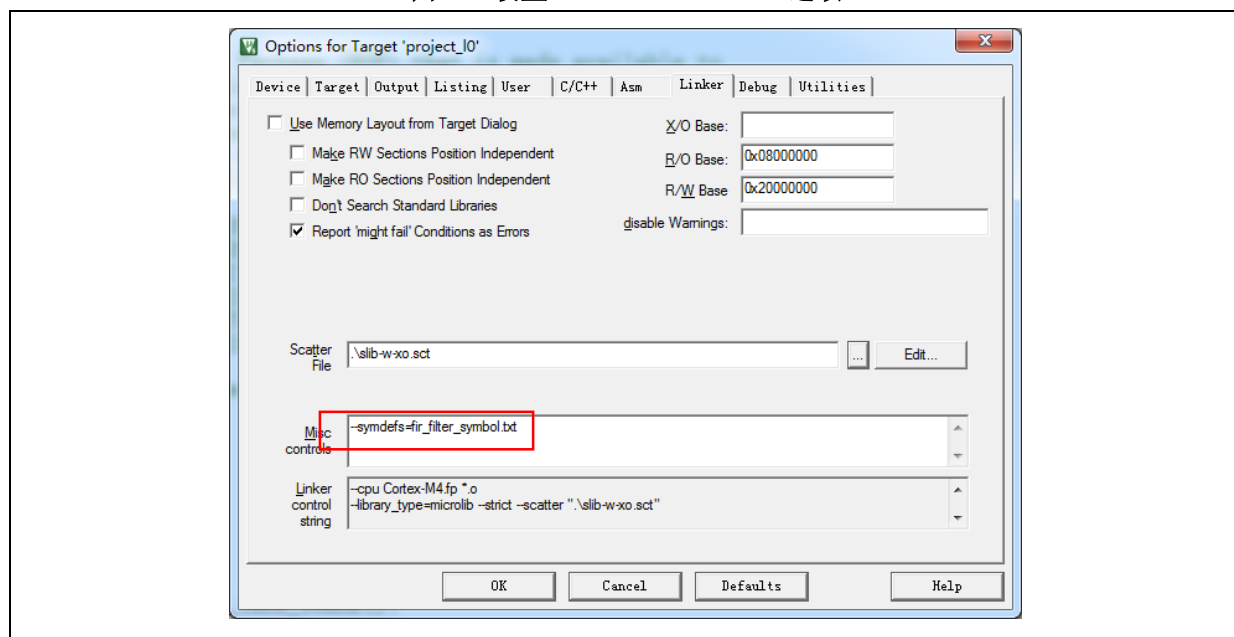 Options for Target 'project_l0'
Device Target Output Listing User C/C++ Asm Linker Debug Utilities
Use Memory Layout from Target Dialog
Make RW Sections Position Independent
Make RO Sections Position Independent
Don't Search Standard Libraries
Report 'might fail' Conditions as Errors
X/O Base:
R/O Base: 0x08000000
R/W Base 0x20000000
disable Warnings:
Scatter
File
.\slib-w-xo.sct
... Edit...
Misc
controls
--symdefs=fir_filter_symbol.txt
Linker
control
string
--cpu Cortex-M4.fp *.o
--library_type=microlib --strict --scatter ".\slib-w-xo.sct"
OK Cancel Defaults Help